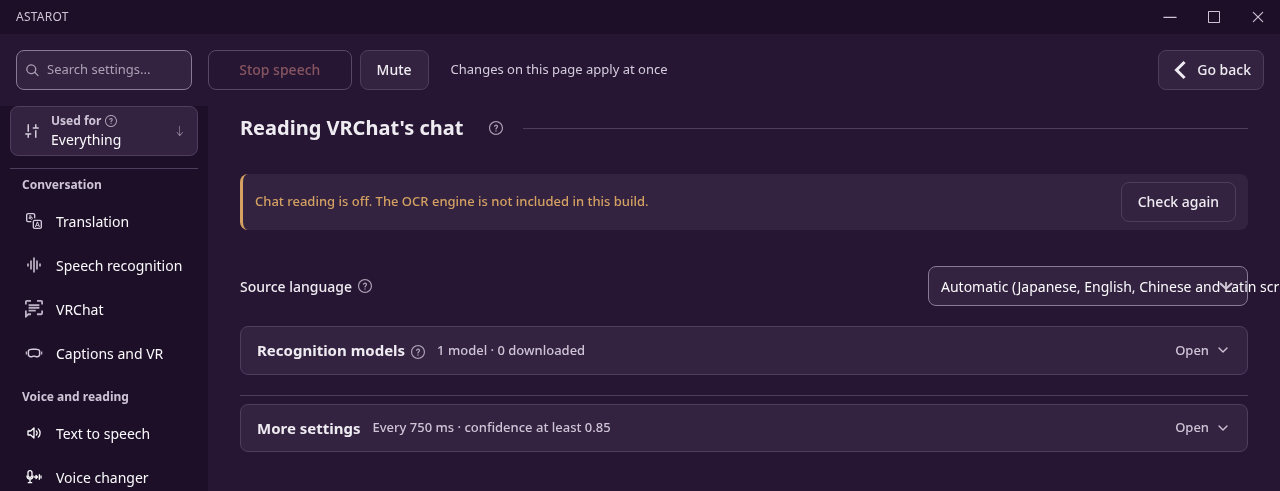 ASTAROT
Search settings...
Stop speech
Mute
Changes on this page apply at once
Go back
Used for
Everything
Conversation
Translation
Speech recognition
VRChat
Captions and VR
Voice and reading
Text to speech
Voice changer
Reading VRChat's chat
Chat reading is off. The OCR engine is not included in this build.
Check again
Source language
Automatic (Japanese, English, Chinese and Latin scr
Recognition models
1 model · 0 downloaded
Open
More settings
Every 750 ms · confidence at least 0.85
Open